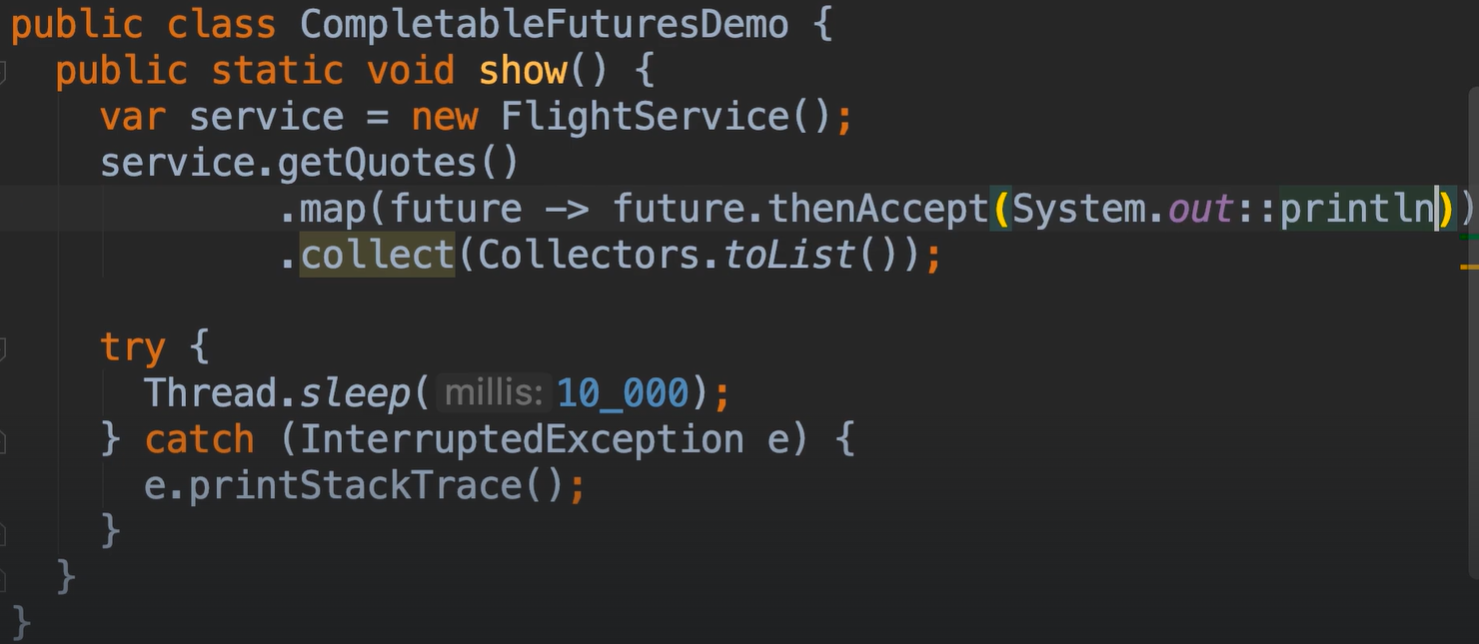 public class CompletableFuturesDemo {
public static void show() {
var service = new FlightService();
service.getQuotes()
.map(future -> future.thenAccept(System.out::println))
.collect(Collectors.toList());
try {
Thread.sleep( millis: 10_000);
} catch (InterruptedException e) {
e.printStackTrace();
}
}
}